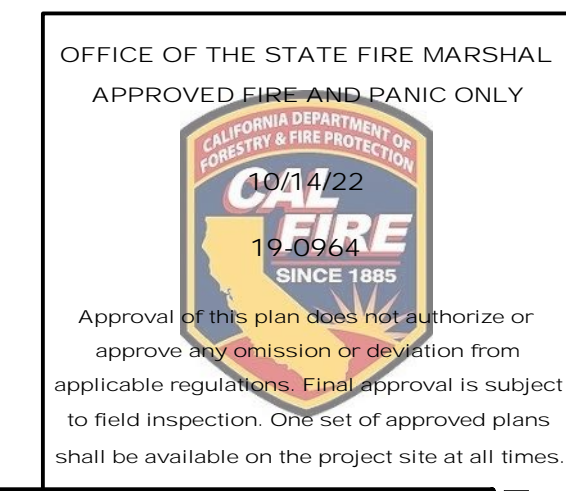 OFFICE OF THE STATE FIRE MARSHAL
APPROVED FIRE AND PANIC ONLY
CALIFORNIA DEPARTMENT OF
FORESTRY & FIRE PROTECTION
CAL
10/14/22
FIRE
19-0964
SINCE 1885
Approval of this plan does not authorize or
approve any omission or deviation from
applicable regulations. Final approval is subject
to field inspection. One set of approved plans
shall be available on the project site at all times.